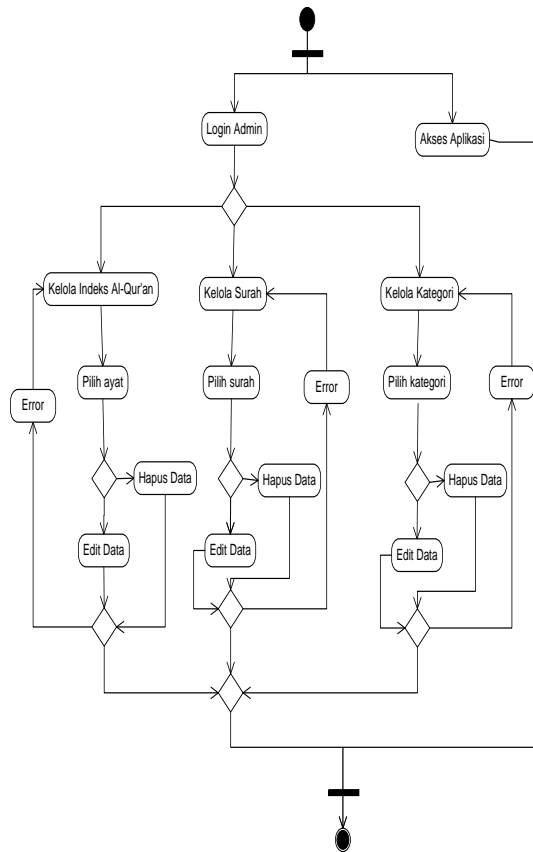 Login Admin
Akses Aplikasi
Kelola Indeks Al-Qur'an
Kelola Surah
Kelola Kategori
Pilih ayat
Pilih surah
Pilih kategori
Error
Error
Error
Hapus Data
Hapus Data
Hapus Data
Edit Data
Edit Data
Edit Data